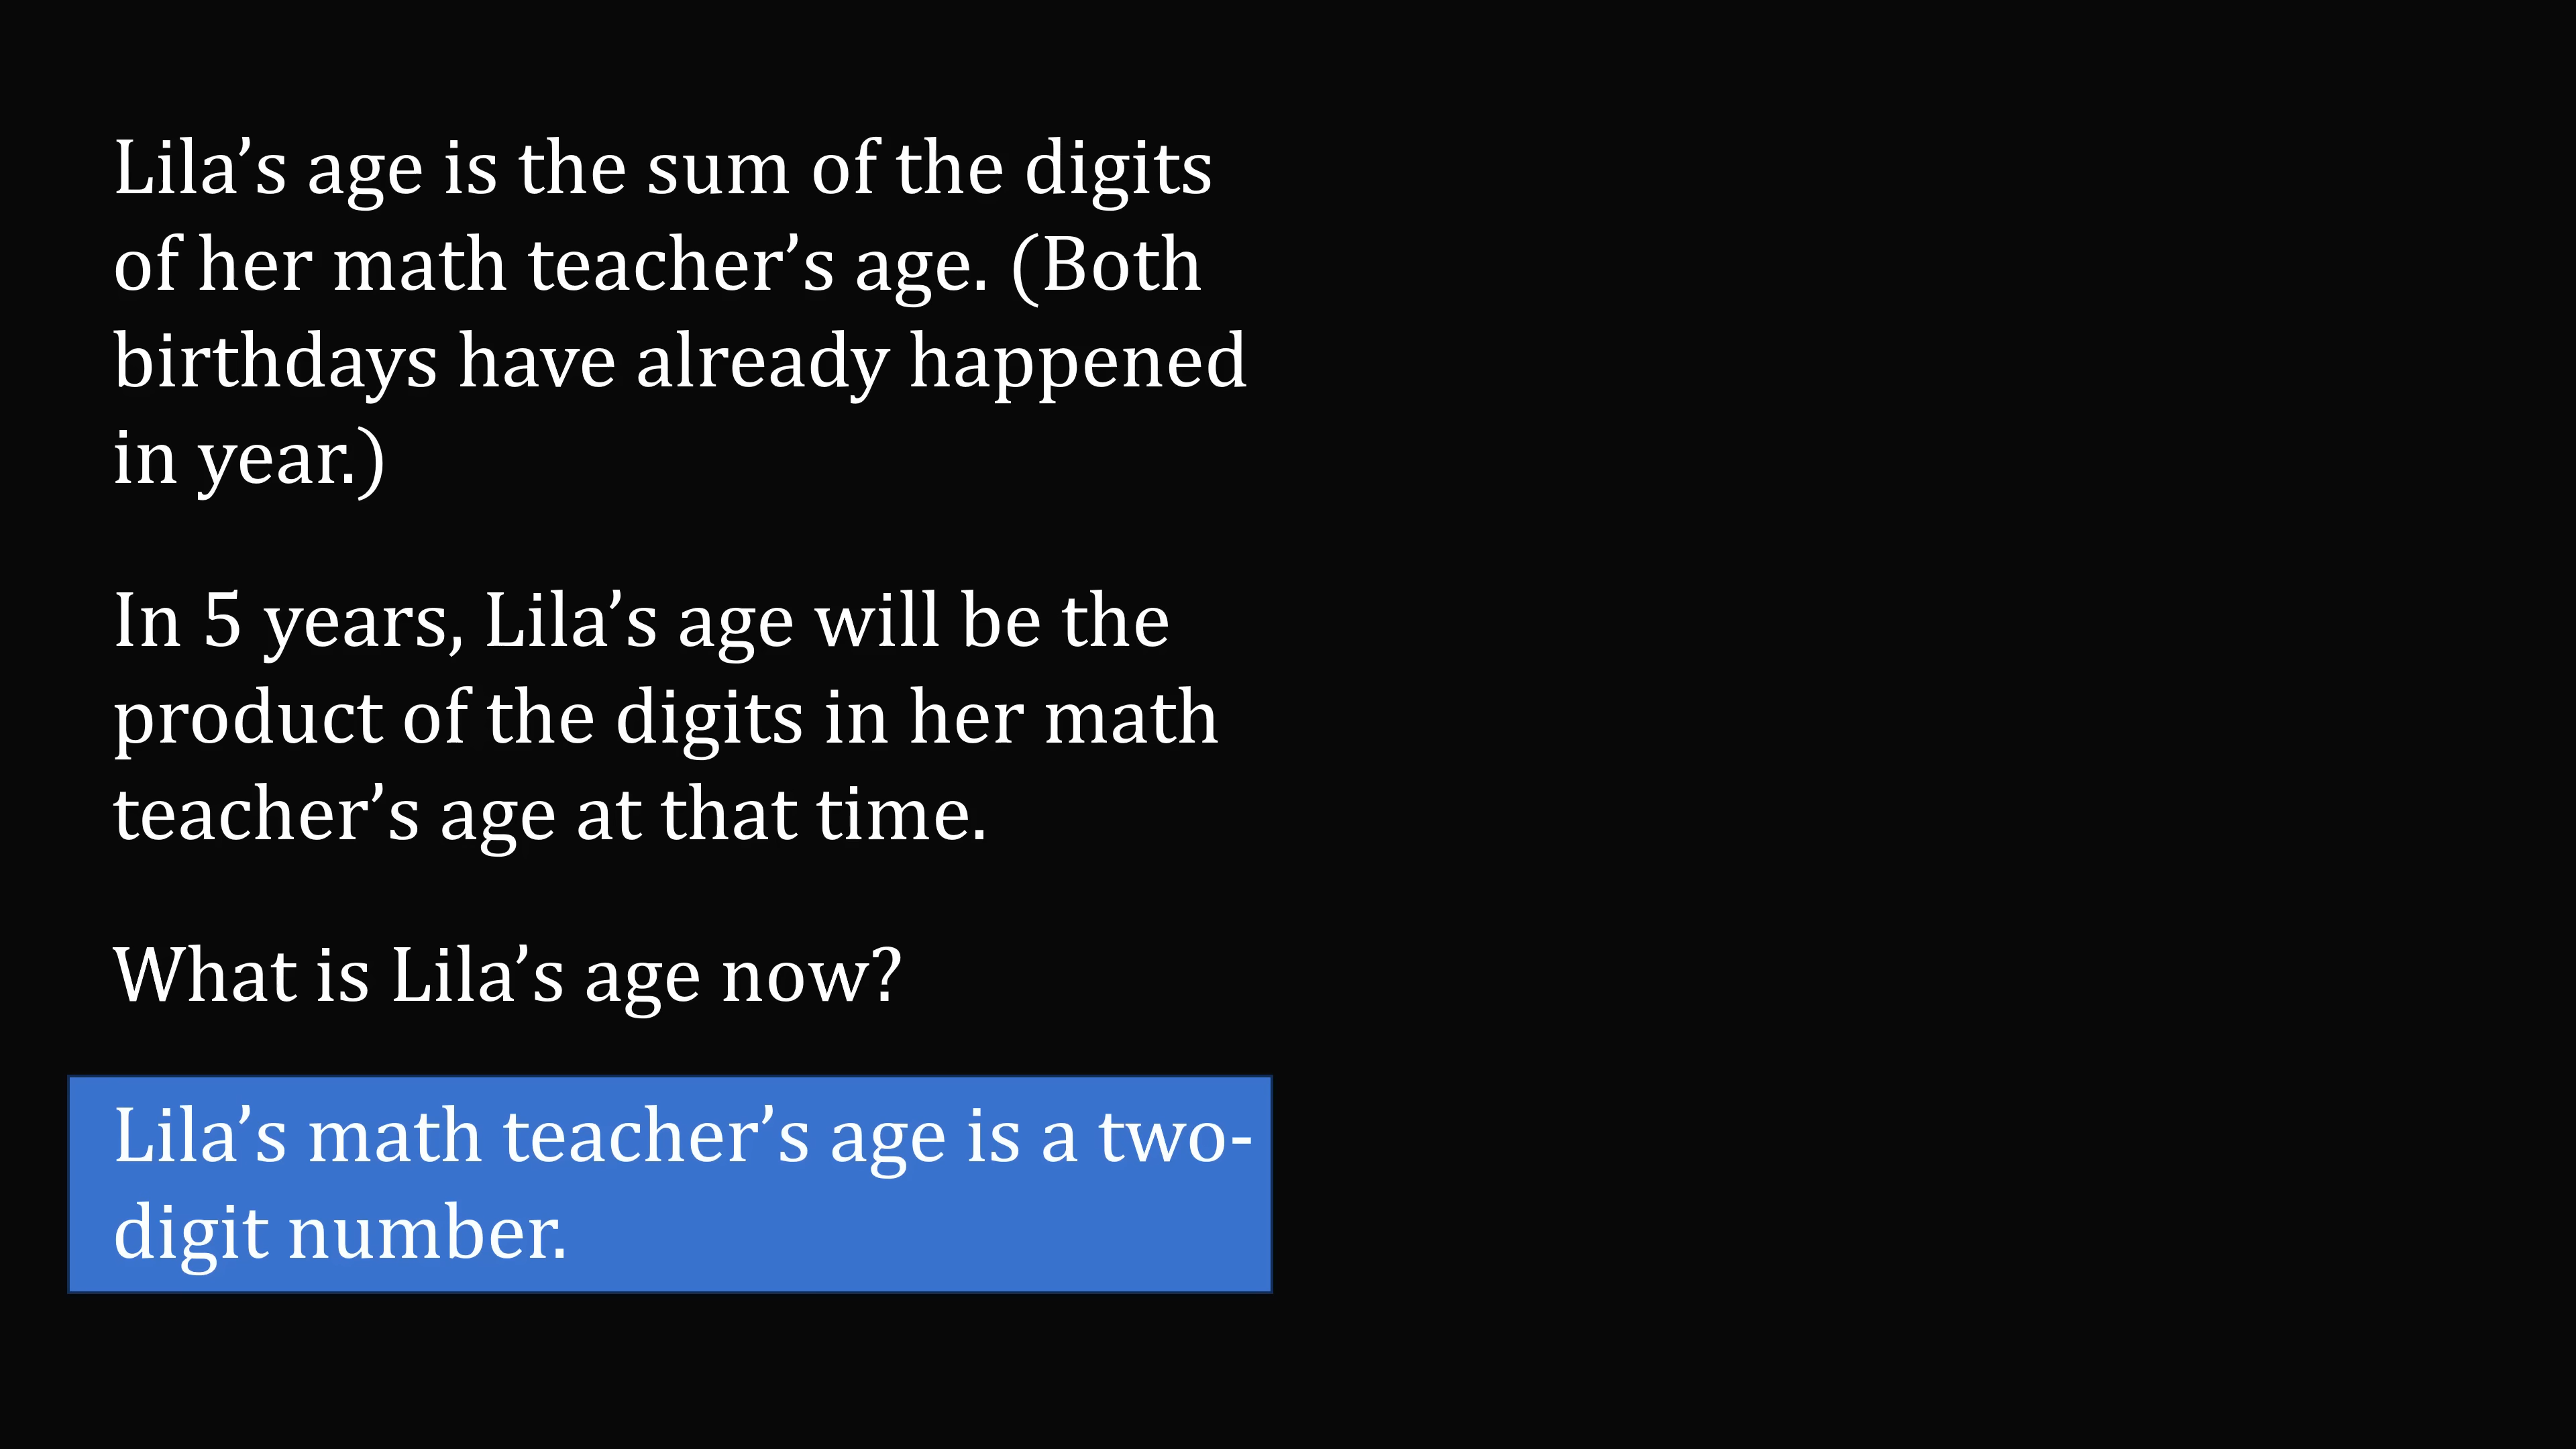 Lila’s age is the sum of the digits
of her math teacher’s age. (Both
birthdays have already happened
in year.)
In 5 years, Lila’s age will be the
product of the digits in her math
teacher’s age at that time.
What is Lila’s age now?
Lila’s math teacher’s age is a two-
digit number.